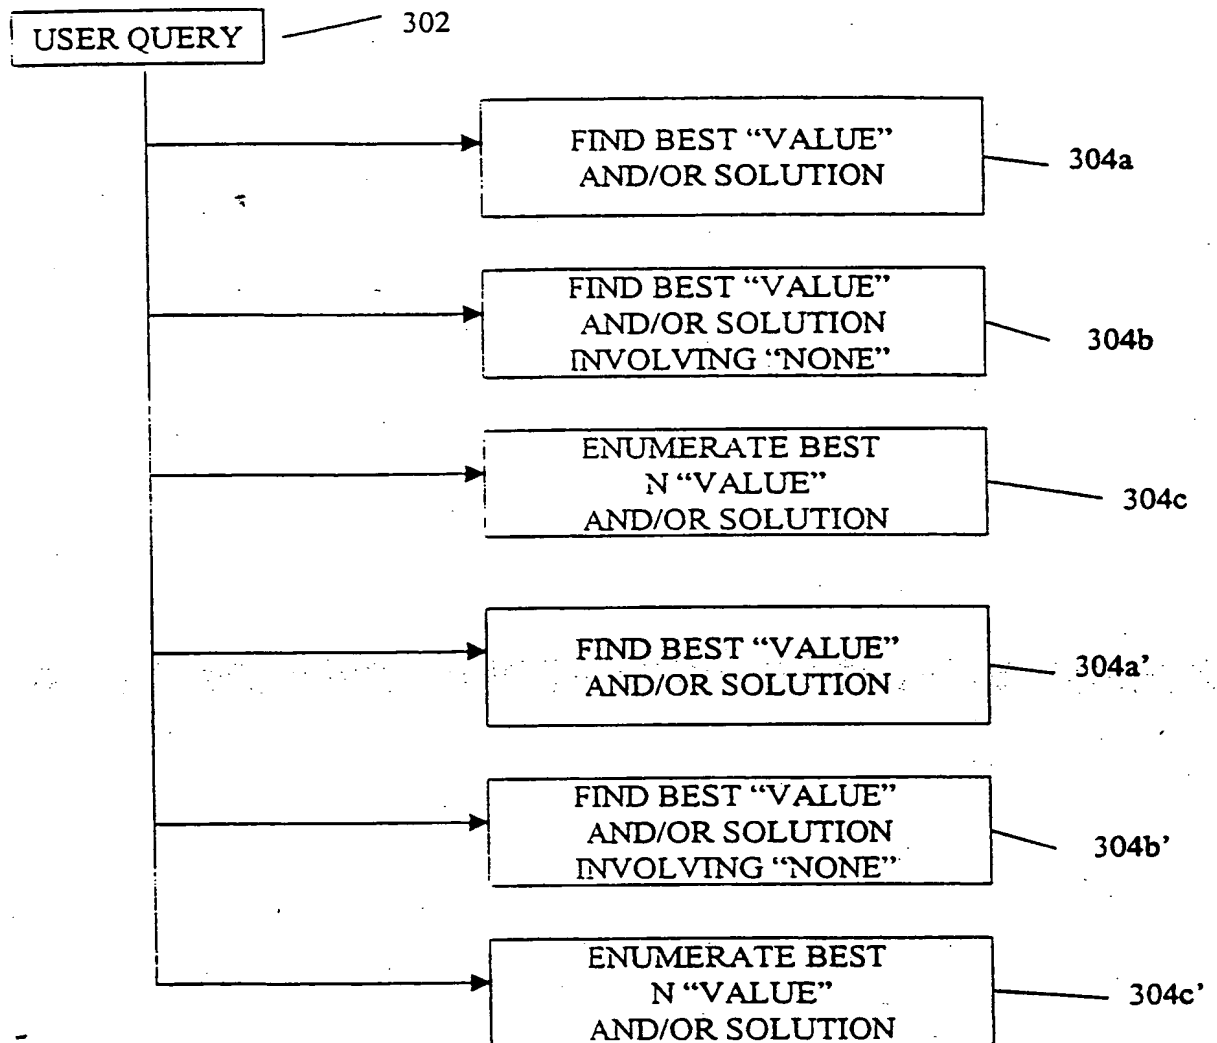 USER QUERY
302
FIND BEST “VALUE”
AND/OR SOLUTION
304a
FIND BEST “VALUE”
AND/OR SOLUTION
INVOLVING “NONE”
304b
ENUMERATE BEST
N “VALUE”
AND/OR SOLUTION
304c
FIND BEST “VALUE”
AND/OR SOLUTION
304a’
FIND BEST “VALUE”
AND/OR SOLUTION
INVOLVING “NONE”
304b’
ENUMERATE BEST
N “VALUE”
AND/OR SOLUTION
304c’